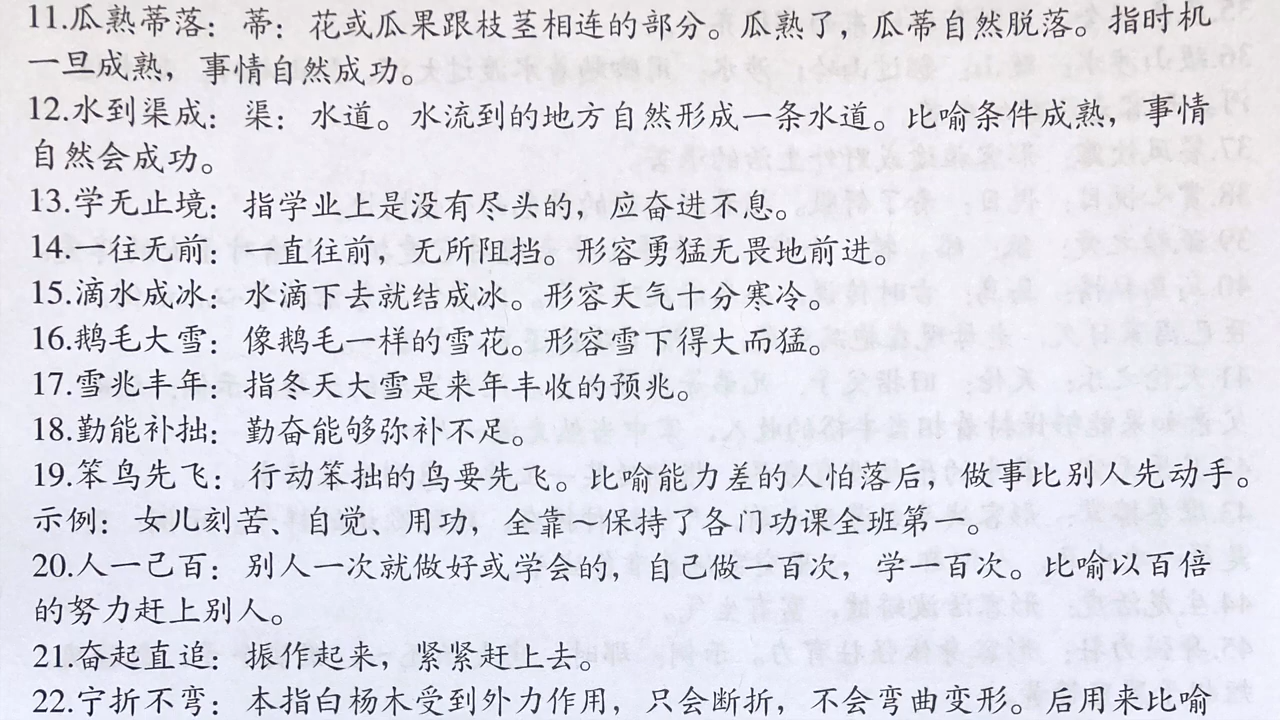 11.瓜熟蒂落：蒂：花或瓜果跟枝茎相连的部分。瓜熟了，瓜蒂自然脱落。指时机
一旦成熟，事情自然成功。
12.水到渠成：渠：水道。水流到的地方自然形成一条水道。比喻条件成熟，事情
自然会成功。
13.学无止境：指学业上是没有尽头的，应奋进不息。
14.一往无前：一直往前，无所阻挡。形容勇猛无畏地前进。
15.滴水成冰：水滴下去就结成冰。形容天气十分寒冷。
16.鹅毛大雪：像鹅毛一样的雪花。形容雪下得大而猛。
17.雪兆丰年：指冬天大雪是来年丰收的预兆。
18.勤能补拙：勤奋能够弥补不足。
19.笨鸟先飞：行动笨拙的鸟要先飞。比喻能力差的人怕落后，做事比别人先动手。
示例：女儿刻苦、自觉、用功，全靠～保持了各门功课全班第一。
20.人一己百：别人一次就做好或学会的，自己做一百次，学一百次。比喻以百倍
的努力赶上别人。
21.奋起直追：振作起来，紧紧赶上去。
22.宁折不弯：本指白杨木受到外力作用，只会断折，不会弯曲变形。后用来比喻